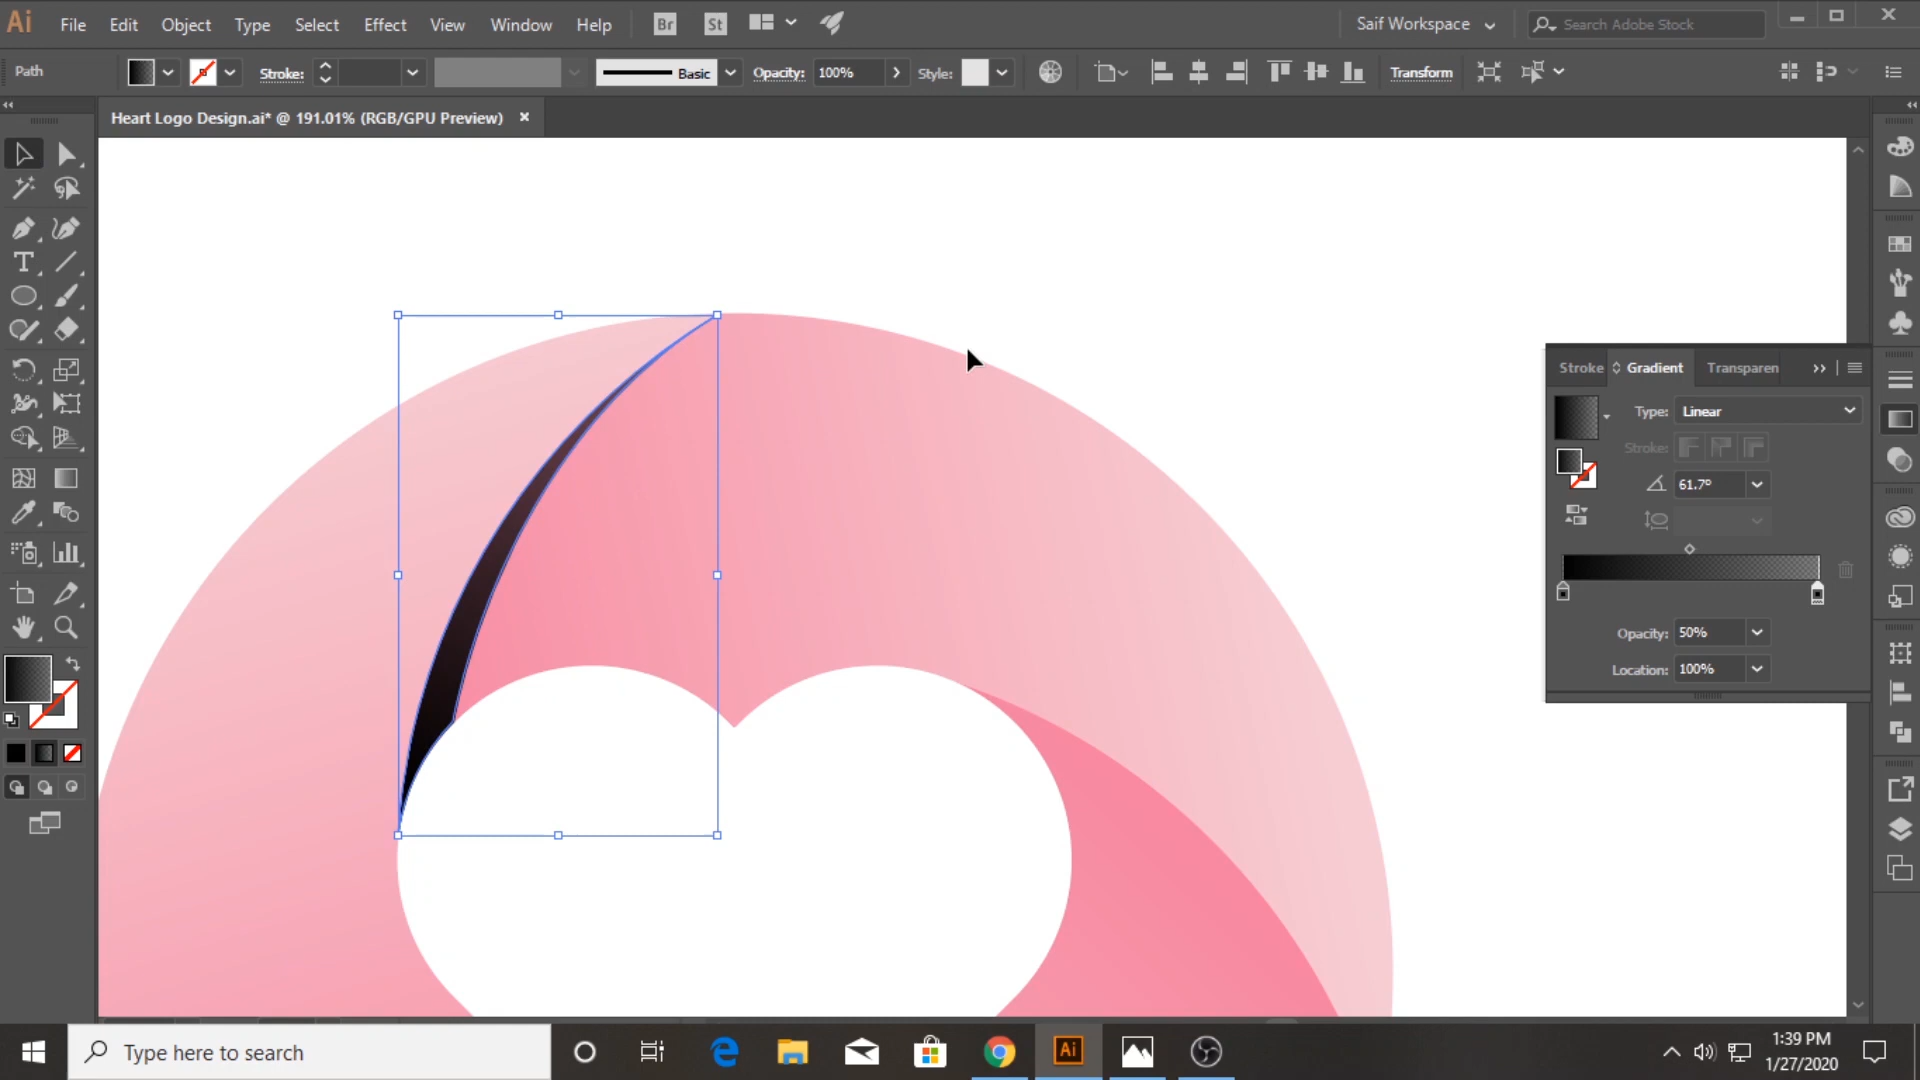 Ai File Edit Object Type Select Effect View Window Help Br St Saif Workspace Search Adobe Stock
Path Stroke: Basic Opacity: 100% Style: Transform
Heart Logo Design.ai* @ 191.01% (RGB/GPU Preview) ×
Stroke Gradient Transparen
Type: Linear
Stroke:
61.7°
Opacity: 50%
Location: 100%
Type here to search
Ai
1:39 PM
1/27/2020